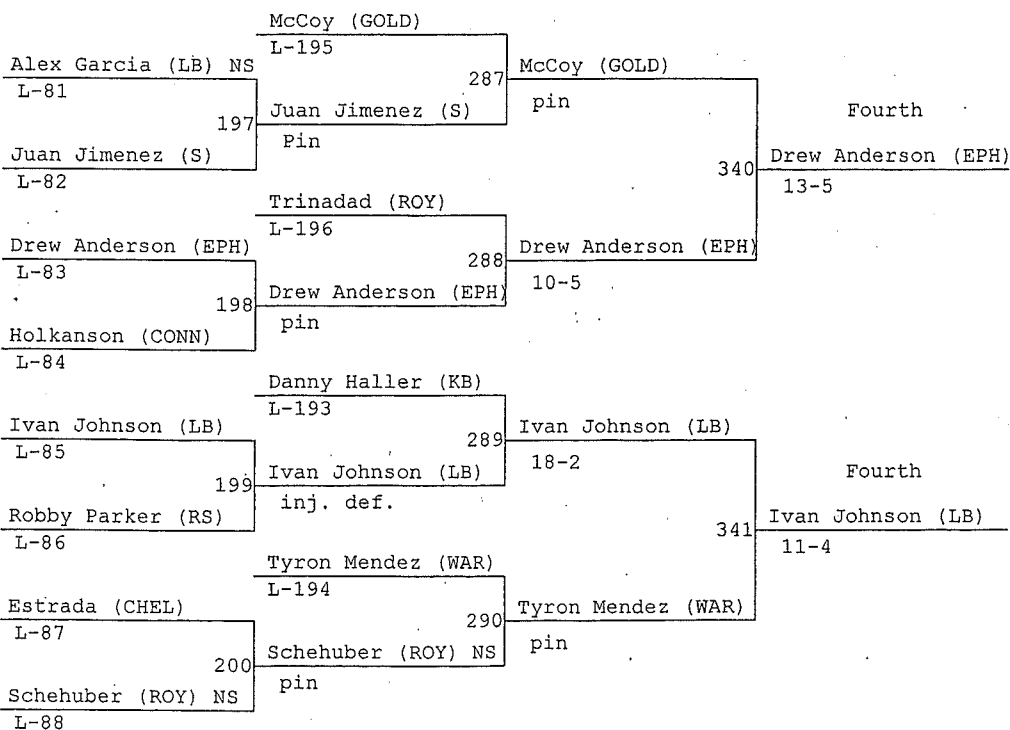 McCoy (GOLD)
L-195
Alex Garcia (LB) NS
L-81
287
McCoy (GOLD)
pin
197
Juan Jimenez (S)
Pin
Fourth
Juan Jimenez (S)
L-82
340
Drew Anderson (EPH)
13-5
Trinadad (ROY)
L-196
Drew Anderson (EPH)
L-83
288
Drew Anderson (EPH)
10-5
198
Drew Anderson (EPH)
pin
Holkanson (CONN)
L-84
Danny Haller (KB)
L-193
Ivan Johnson (LB)
L-85
289
Ivan Johnson (LB)
18-2
199
Ivan Johnson (LB)
inj. def.
Fourth
Robby Parker (RS)
L-86
341
Ivan Johnson (LB)
11-4
Tyron Mendez (WAR)
L-194
Estrada (CHEL)
L-87
290
Tyron Mendez (WAR)
pin
200
Schehuber (ROY) NS
pin
Schehuber (ROY) NS
L-88